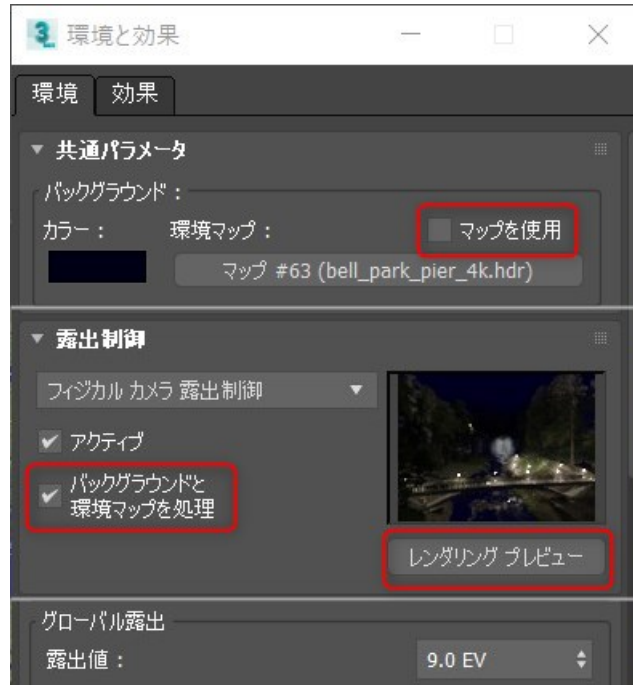 環境と効果
環境 効果
共通パラメータ
バックグラウンド：
カラー： 環境マップ： マップを使用
マップ #63 (bell_park_pier_4k.hdr)
露出制御
フィジカル カメラ 露出制御
アクティブ
バックグラウンドと
環境マップを処理
レンダリング プレビュー
グローバル露出
露出値： 9.0 EV